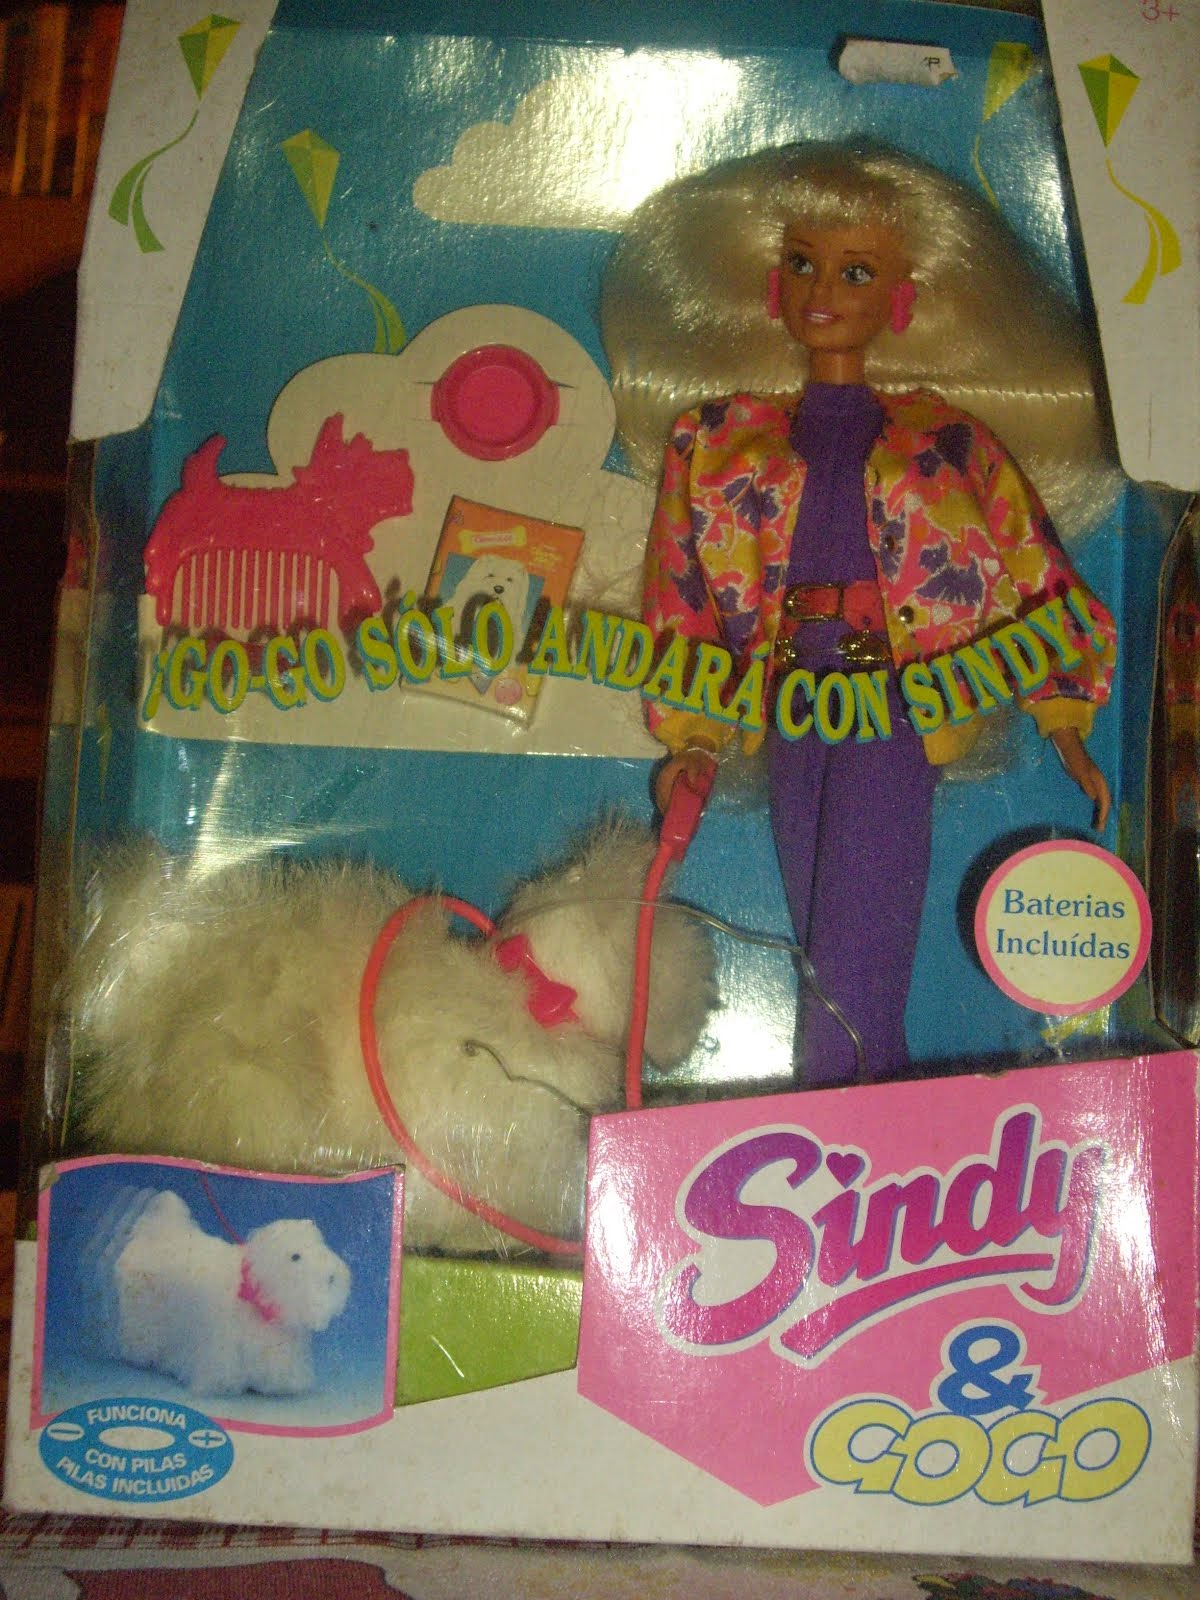 3+
P
¡GO-GO SÓLO ANDARÁ CON SINDY!
Baterias
Incluídas
Sindy
&
GOGO
FUNCIONA
CON PILAS
PILAS INCLUIDAS